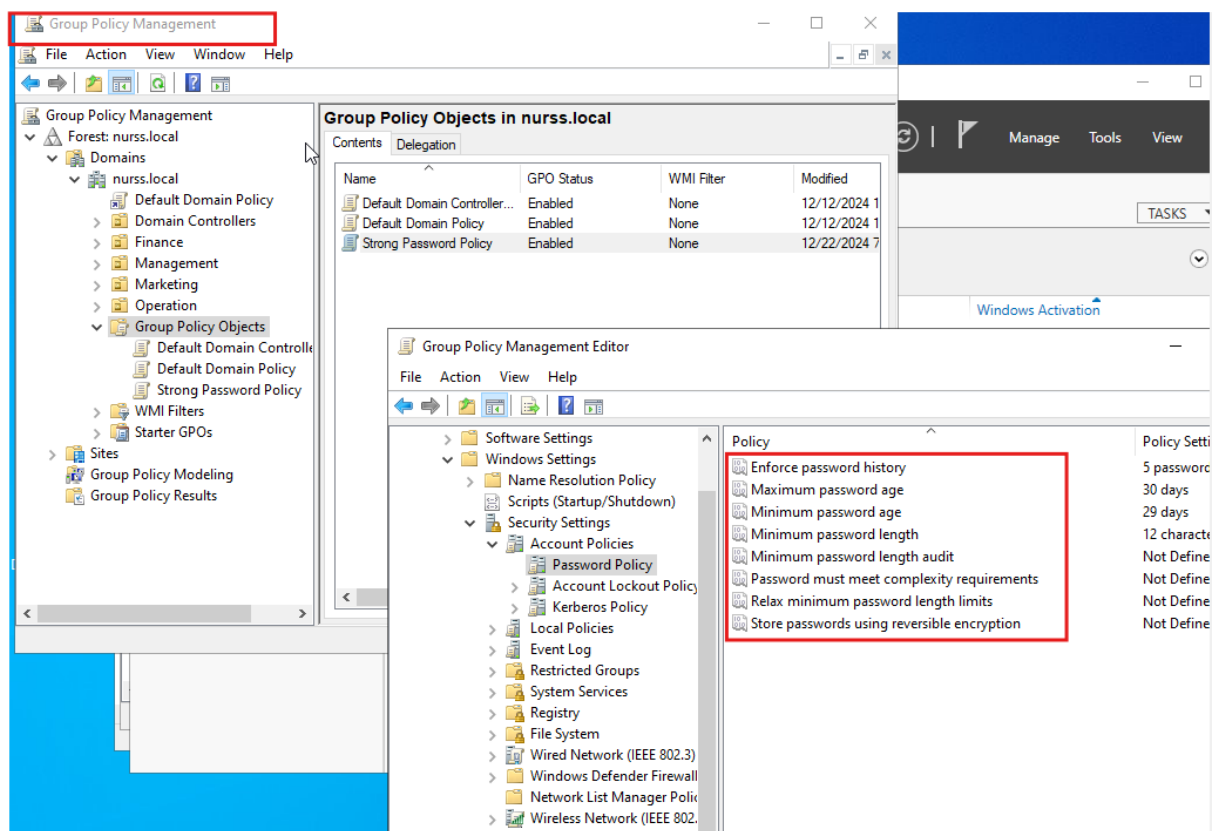 Group Policy Management
File Action View Window Help
Group Policy Management
Forest: nurss.local
Domains
nurss.local
Default Domain Policy
Domain Controllers
Finance
Management
Marketing
Operation
Group Policy Objects
Default Domain Controlle
Default Domain Policy
Strong Password Policy
WMI Filters
Starter GPOs
Sites
Group Policy Modeling
Group Policy Results
Group Policy Objects in nurss.local
Contents Delegation
Name GPO Status WMI Filter Modified
Default Domain Controller... Enabled None 12/12/2024 1
Default Domain Policy Enabled None 12/12/2024 1
Strong Password Policy Enabled None 12/22/2024 7
Manage Tools View
TASKS
Windows Activation
Group Policy Management Editor
File Action View Help
Software Settings
Windows Settings
Name Resolution Policy
Scripts (Startup/Shutdown)
Security Settings
Account Policies
Password Policy
Account Lockout Policy
Kerberos Policy
Local Policies
Event Log
Restricted Groups
System Services
Registry
File System
Wired Network (IEEE 802.3)
Windows Defender Firewall
Network List Manager Polic
Wireless Network (IEEE 802.
Policy Policy Setti
Enforce password history 5 password
Maximum password age 30 days
Minimum password age 29 days
Minimum password length 12 characte
Minimum password length audit Not Define
Password must meet complexity requirements Not Define
Relax minimum password length limits Not Define
Store passwords using reversible encryption Not Define